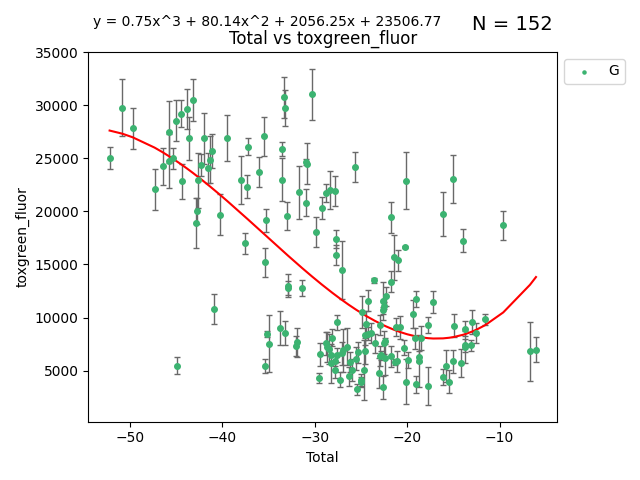 y = 0.75x^3 + 80.14x^2 + 2056.25x + 23506.77
N = 152
Total vs toxgreen_fluor
G
35000
30000
25000
20000
15000
10000
5000
toxgreen_fluor
−50 −40 −30 −20 −10
Total